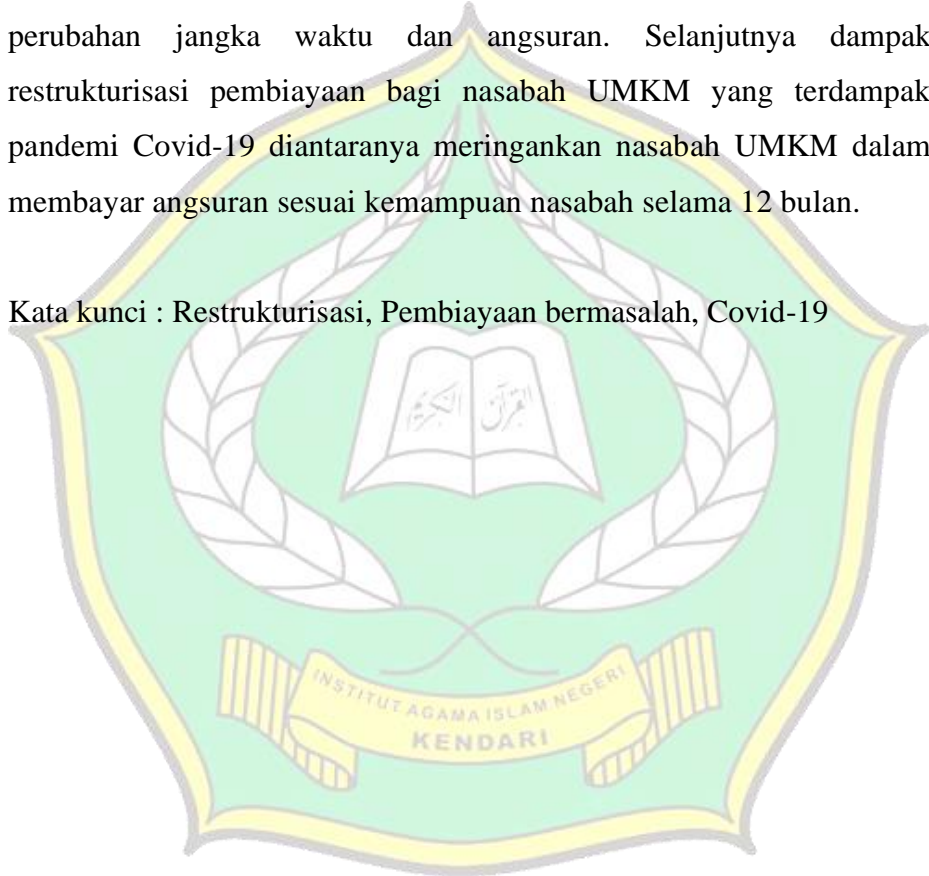 perubahan jangka waktu dan angsuran. Selanjutnya dampak
restrukturisasi pembiayaan bagi nasabah UMKM yang terdampak
pandemi Covid-19 diantaranya meringankan nasabah UMKM dalam
membayar angsuran sesuai kemampuan nasabah selama 12 bulan.
Kata kunci : Restrukturisasi, Pembiayaan bermasalah, Covid-19
القرآن الكريم
INSTITUT AGAMA ISLAM NEGERI
KENDARI